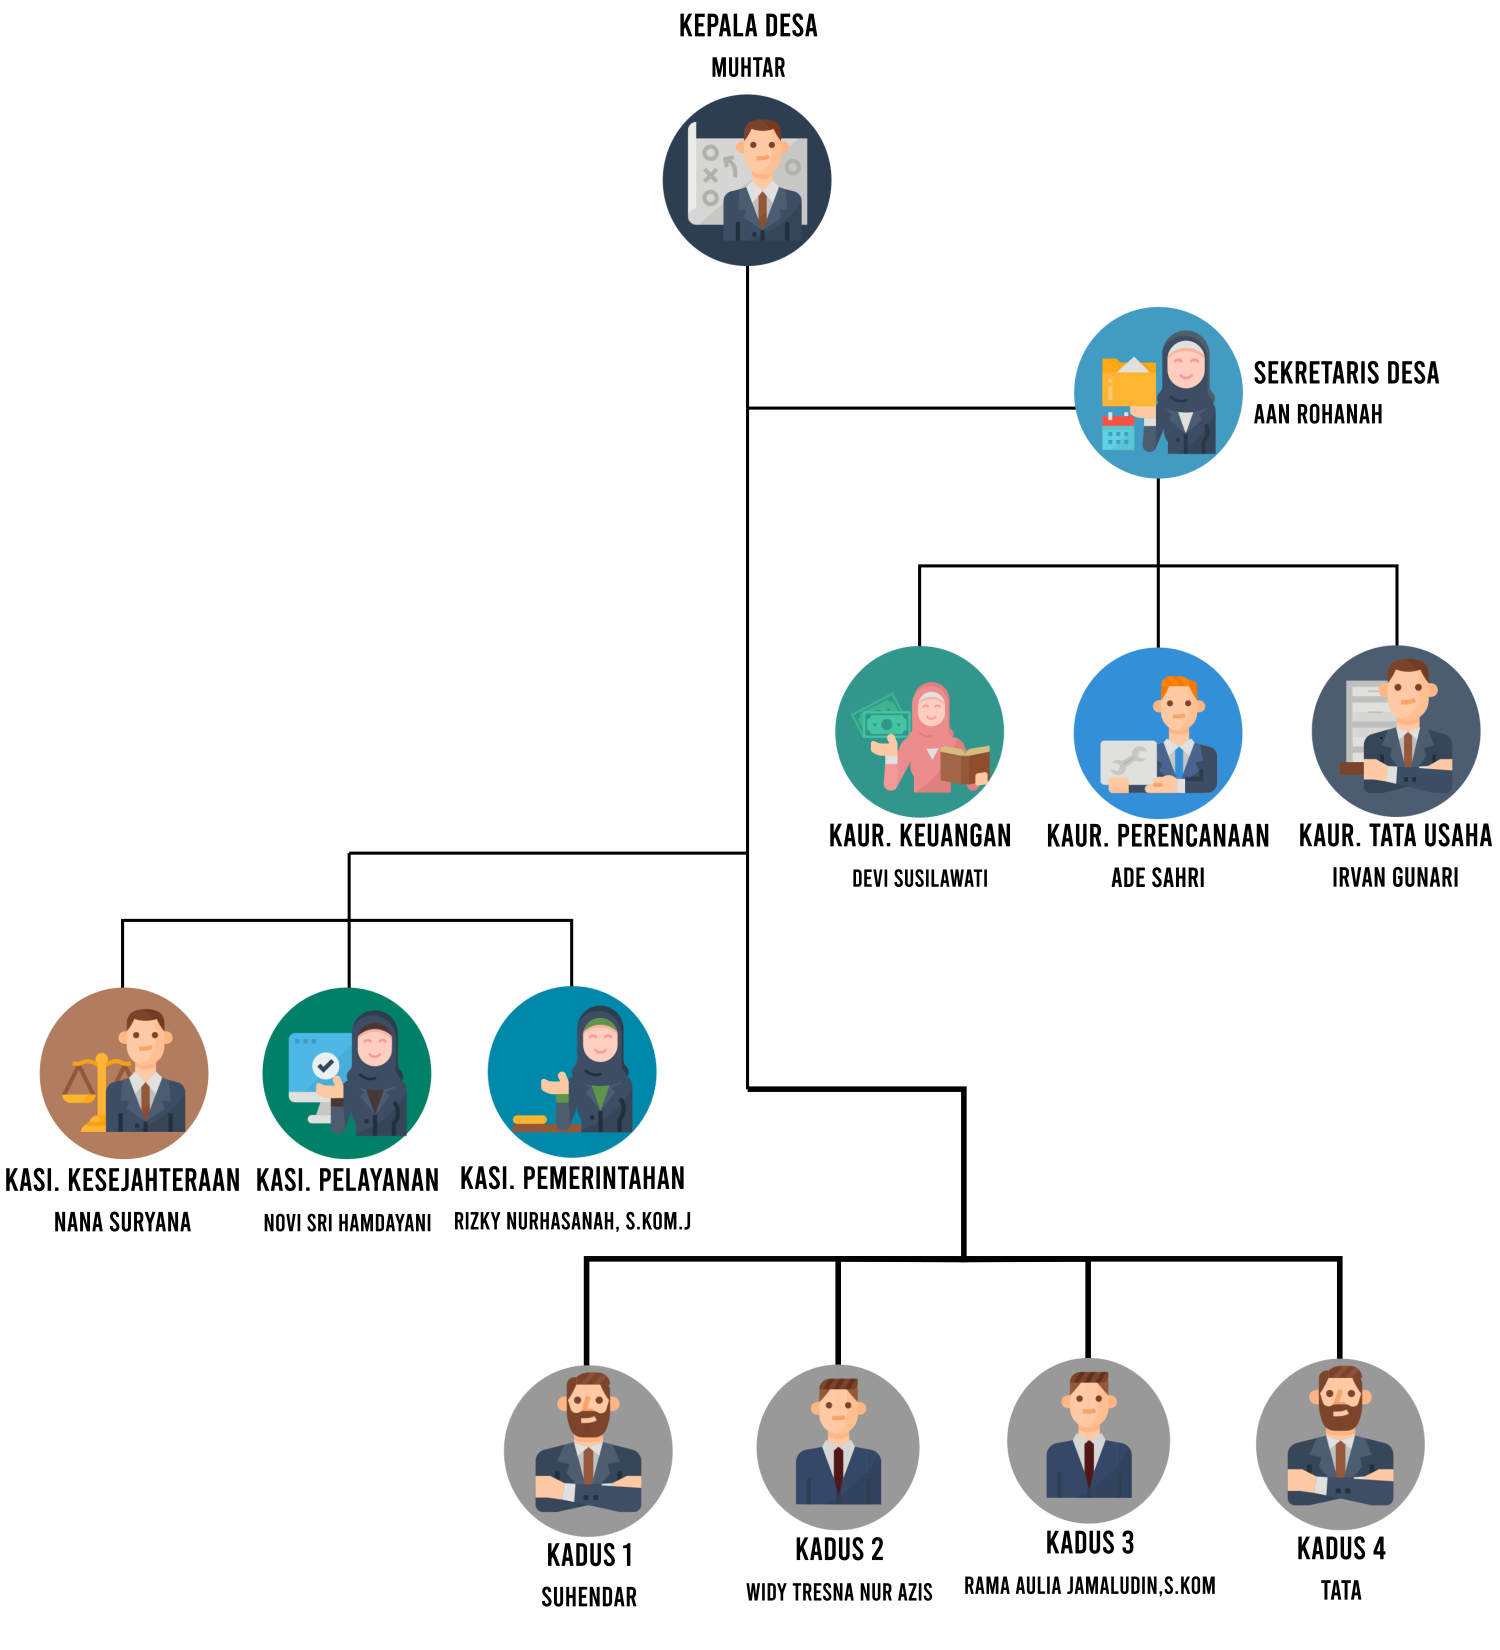 KEPALA DESA
MUHTAR
SEKRETARIS DESA
AAN ROHANAH
KAUR. KEUANGAN
DEVI SUSILAWATI
KAUR. PERENCANAAN
ADE SAHRI
KAUR. TATA USAHA
IRVAN GUNARI
KASI. KESEJAHTERAAN
NANA SURYANA
KASI. PELAYANAN
NOVI SRI HAMDAYANI
KASI. PEMERINTAHAN
RIZKY NURHASANAH, S.KOM.J
KADUS 1
SUHENDAR
KADUS 2
WIDY TRESNA NUR AZIS
KADUS 3
RAMA AULIA JAMALUDIN,S.KOM
KADUS 4
TATA